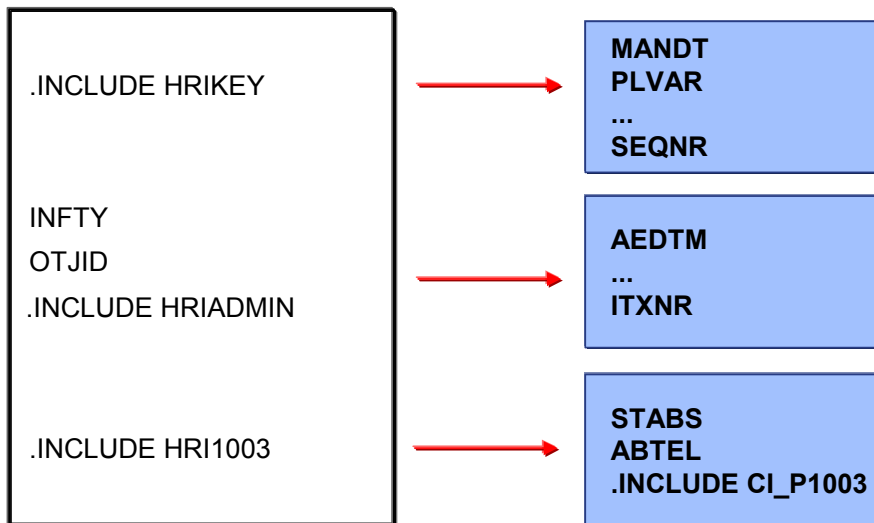 .INCLUDE HRIKEY
MANDT
PLVAR
...
SEQNR
INFTY
OTJID
.INCLUDE HRIADMIN
AEDTM
...
ITXNR
.INCLUDE HRI1003
STABS
ABTEL
.INCLUDE CI_P1003